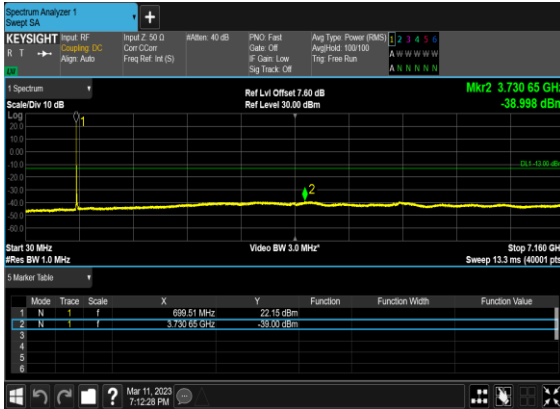 Spectrum Analyzer 1
Swept SA
+
KEYSIGHT Input: RF Input Z: 50 Ω #Atten: 40 dB PNO: Fast Avg Type: Power (RMS) 1 2 3 4 5 6
R T Coupling: DC Corr CCorr Gate: Off Avg|Hold: 100/100 A W W W W W
Align: Auto Freq Ref: Int (S) IF Gain: Low Trig: Free Run
Sig Track: Off A N N N N N
1 Spectrum Ref Lvl Offset 7.60 dB Mkr2 3.730 65 GHz
Scale/Div 10 dB Ref Level 30.00 dBm -38.998 dBm
Log
20.0
10.0
0.00
-10.0
DL1 -13.00 dBm
-20.0
-30.0
-40.0
-50.0
-60.0
1
2
Start 30 MHz Video BW 3.0 MHz* Stop 7.160 GHz
#Res BW 1.0 MHz Sweep 13.3 ms (40001 pts)
5 Marker Table
Mode Trace Scale X Y Function Function Width Function Value
1 N 1 f 699.51 MHz 22.15 dBm
2 N 1 f 3.730 65 GHz -39.00 dBm
3
4
5
6
? Mar 11, 2023
7:12:28 PM